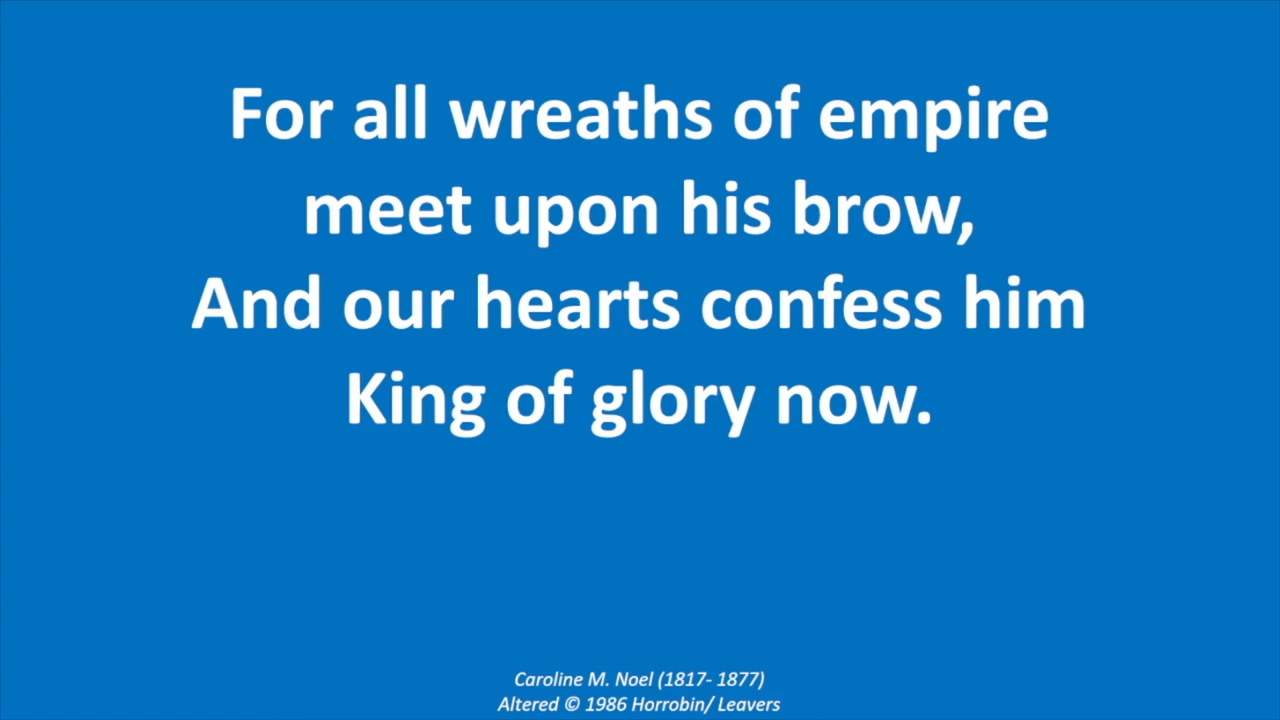 For all wreaths of empire
meet upon his brow,
And our hearts confess him
King of glory now.
Caroline M. Noel (1817- 1877)
Altered © 1986 Horrobin/ Leavers